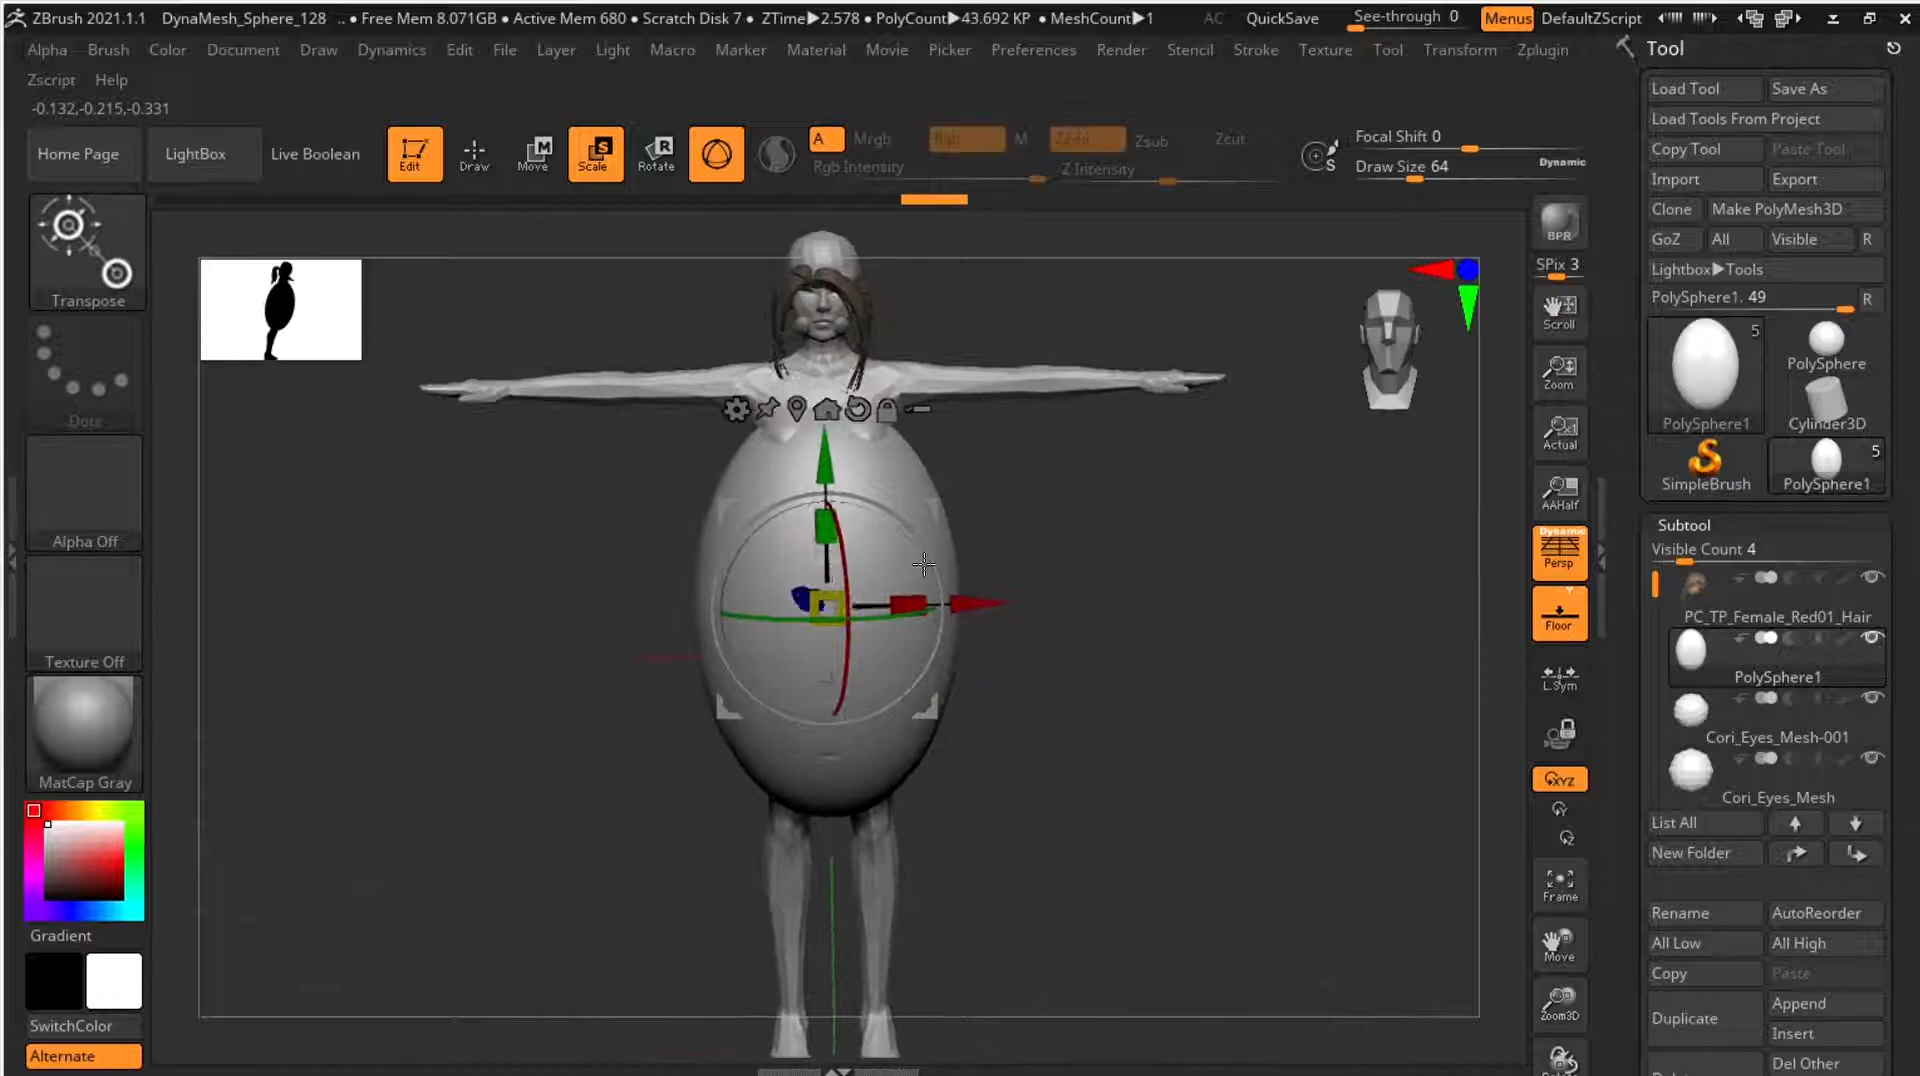 ZBrush 2021.1.1 DynaMesh_Sphere_128 .. • Free Mem 8.071GB • Active Mem 680 • Scratch Disk 7 • ZTime▶2.578 • PolyCount▶43.692 KP • MeshCount▶1 AC QuickSave See-through 0 Menus DefaultZScript
Alpha Brush Color Document Draw Dynamics Edit File Layer Light Macro Marker Material Movie Picker Preferences Render Stencil Stroke Texture Tool Transform Zplugin
Zscript Help
-0.132,-0.215,-0.331
Home Page LightBox Live Boolean Edit Draw M Move S Scale R Rotate A Mrgb Rgb M Zadd Zsub Zcut
Rgb Intensity Z Intensity
S Focal Shift 0
Draw Size 64 Dynamic
Transpose
Dots
Alpha Off
Texture Off
MatCap Gray
Gradient
SwitchColor
Alternate
BPR
SPix 3
Scroll
Zoom
Actual
AAHalf
Dynamic
Persp
Floor
L.Sym
XYZ
Y
Z
Frame
Move
Zoom3D
Tool
Load Tool Save As
Load Tools From Project
Copy Tool Paste Tool
Import Export
Clone Make PolyMesh3D
GoZ All Visible R
Lightbox▶Tools
PolySphere1. 49 R
5
PolySphere1
PolySphere
Cylinder3D
SimpleBrush
5
PolySphere1
Subtool
Visible Count 4
PC_TP_Female_Red01_Hair
PolySphere1
Cori_Eyes_Mesh-001
Cori_Eyes_Mesh
List All
New Folder
Rename AutoReorder
All Low All High
Copy Paste
Duplicate Append
Insert
Del Other